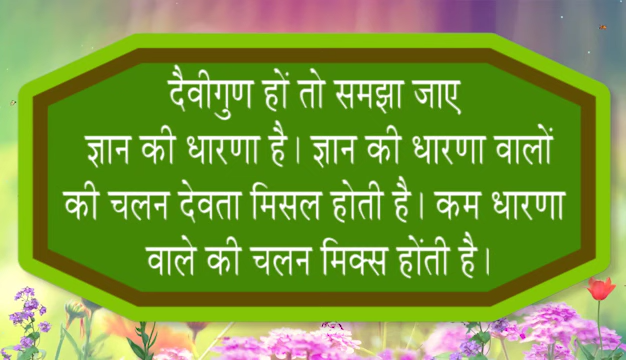 दैवीगुण हों तो समझा जाए
ज्ञान की धारणा है। ज्ञान की धारणा वालों
की चलन देवता मिसल होती है। कम धारणा
वाले की चलन मिक्स होंती है।